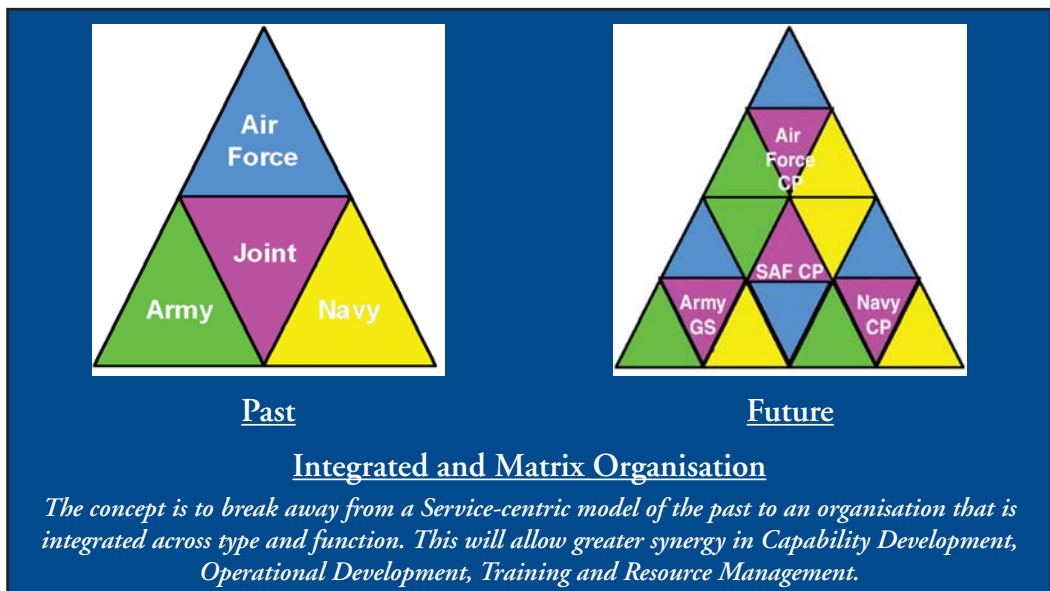 Air
Force
Joint
Army
Navy
Air
Force
CP
SAF CP
Army
GS
Navy
CP
Past
Future
Integrated and Matrix Organisation
The concept is to break away from a Service-centric model of the past to an organisation that is
integrated across type and function. This will allow greater synergy in Capability Development,
Operational Development, Training and Resource Management.